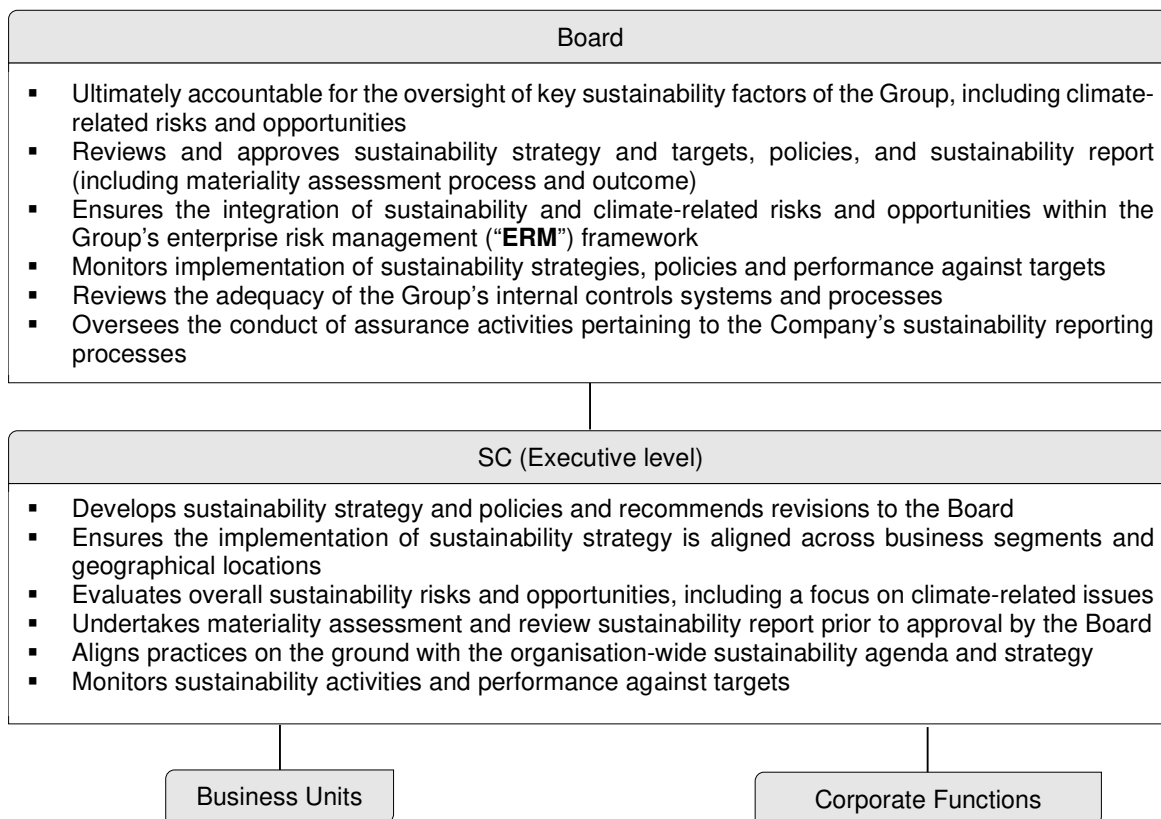 Board
▪ Ultimately accountable for the oversight of key sustainability factors of the Group, including climate-
related risks and opportunities
▪ Reviews and approves sustainability strategy and targets, policies, and sustainability report
(including materiality assessment process and outcome)
▪ Ensures the integration of sustainability and climate-related risks and opportunities within the
Group’s enterprise risk management (“ERM”) framework
▪ Monitors implementation of sustainability strategies, policies and performance against targets
▪ Reviews the adequacy of the Group’s internal controls systems and processes
▪ Oversees the conduct of assurance activities pertaining to the Company’s sustainability reporting
processes
SC (Executive level)
▪ Develops sustainability strategy and policies and recommends revisions to the Board
▪ Ensures the implementation of sustainability strategy is aligned across business segments and
geographical locations
▪ Evaluates overall sustainability risks and opportunities, including a focus on climate-related issues
▪ Undertakes materiality assessment and review sustainability report prior to approval by the Board
▪ Aligns practices on the ground with the organisation-wide sustainability agenda and strategy
▪ Monitors sustainability activities and performance against targets
Business Units
Corporate Functions